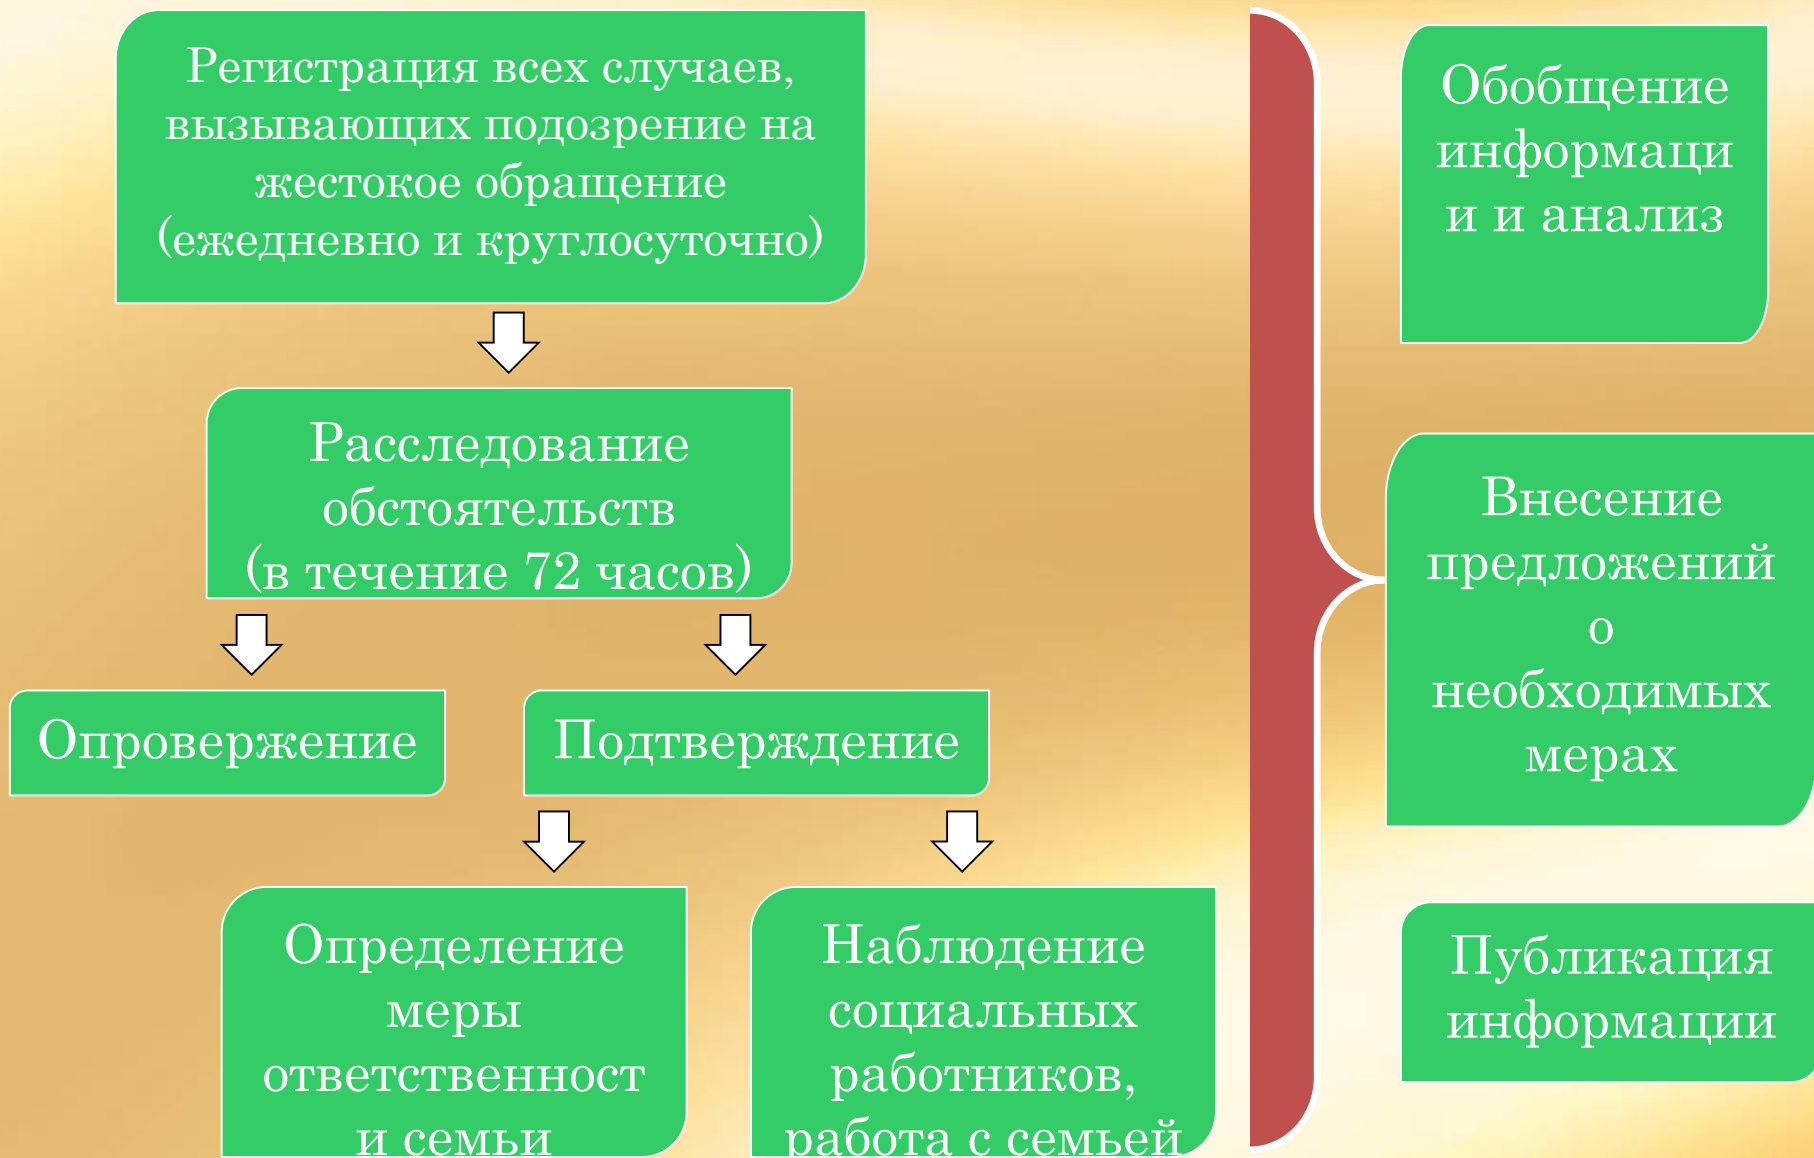 Регистрация всех случаев,
вызывающих подозрение на
жестокое обращение
(ежедневно и круглосуточно)
Расследование
обстоятельств
(в течение 72 часов)
Опровержение
Подтверждение
Определение
меры
ответственност
и семьи
Наблюдение
социальных
работников,
работа с семьей
Обобщение
информаци
и и анализ
Внесение
предложений
о
необходимых
мерах
Публикация
информации